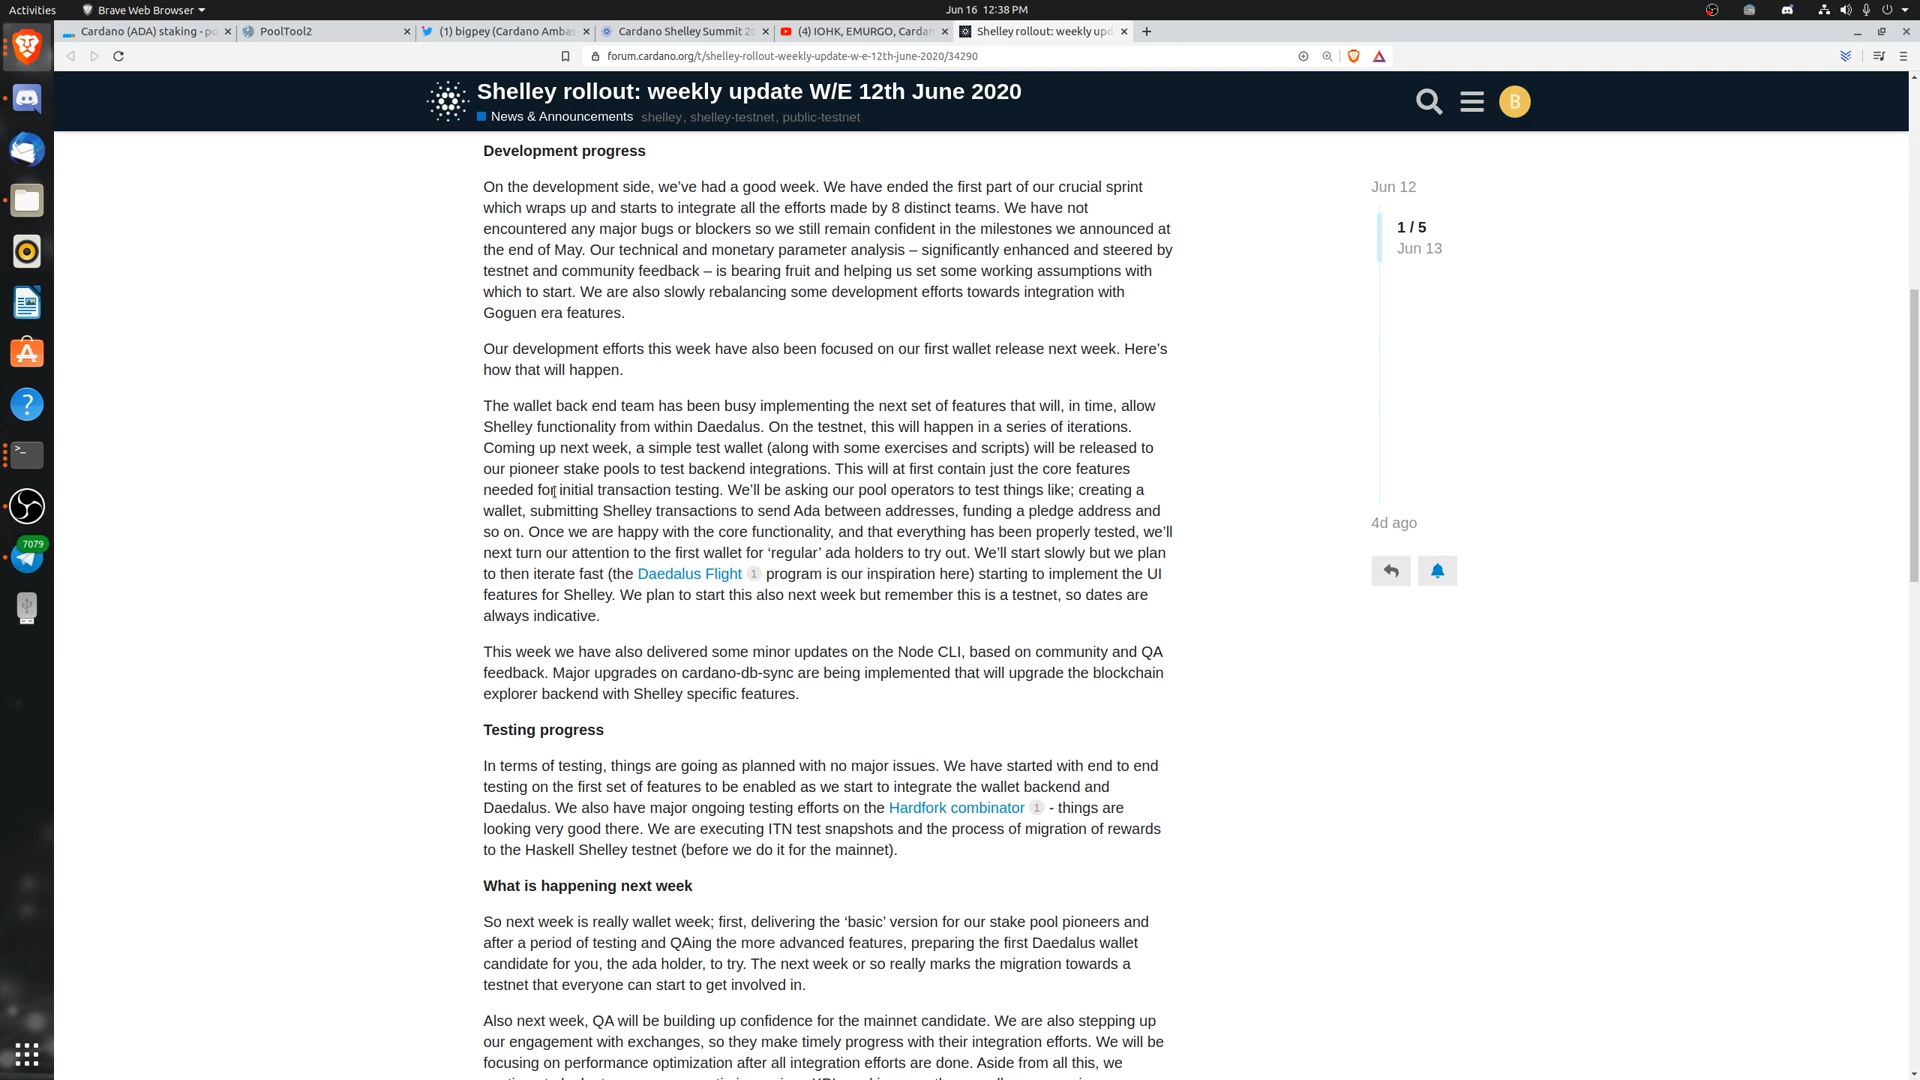 Activities
Brave Web Browser
Jun 16 12:38 PM
Cardano (ADA) staking - po
PoolTool2
(1) bigpey (Cardano Ambas
Cardano Shelley Summit 20
(4) IOHK, EMURGO, Cardan
Shelley rollout: weekly upd
forum.cardano.org/t/shelley-rollout-weekly-update-w-e-12th-june-2020/34290
Shelley rollout: weekly update W/E 12th June 2020
News & Announcements shelley, shelley-testnet, public-testnet
B
Development progress
On the development side, we've had a good week. We have ended the first part of our crucial sprint
which wraps up and starts to integrate all the efforts made by 8 distinct teams. We have not
encountered any major bugs or blockers so we still remain confident in the milestones we announced at
the end of May. Our technical and monetary parameter analysis – significantly enhanced and steered by
testnet and community feedback – is bearing fruit and helping us set some working assumptions with
which to start. We are also slowly rebalancing some development efforts towards integration with
Goguen era features.
Our development efforts this week have also been focused on our first wallet release next week. Here's
how that will happen.
The wallet back end team has been busy implementing the next set of features that will, in time, allow
Shelley functionality from within Daedalus. On the testnet, this will happen in a series of iterations.
Coming up next week, a simple test wallet (along with some exercises and scripts) will be released to
our pioneer stake pools to test backend integrations. This will at first contain just the core features
needed for initial transaction testing. We'll be asking our pool operators to test things like; creating a
wallet, submitting Shelley transactions to send Ada between addresses, funding a pledge address and
so on. Once we are happy with the core functionality, and that everything has been properly tested, we'll
next turn our attention to the first wallet for 'regular' ada holders to try out. We'll start slowly but we plan
to then iterate fast (the Daedalus Flight 1 program is our inspiration here) starting to implement the UI
features for Shelley. We plan to start this also next week but remember this is a testnet, so dates are
always indicative.
This week we have also delivered some minor updates on the Node CLI, based on community and QA
feedback. Major upgrades on cardano-db-sync are being implemented that will upgrade the blockchain
explorer backend with Shelley specific features.
Testing progress
In terms of testing, things are going as planned with no major issues. We have started with end to end
testing on the first set of features to be enabled as we start to integrate the wallet backend and
Daedalus. We also have major ongoing testing efforts on the Hardfork combinator 1 - things are
looking very good there. We are executing ITN test snapshots and the process of migration of rewards
to the Haskell Shelley testnet (before we do it for the mainnet).
What is happening next week
So next week is really wallet week; first, delivering the 'basic' version for our stake pool pioneers and
after a period of testing and QAing the more advanced features, preparing the first Daedalus wallet
candidate for you, the ada holder, to try. The next week or so really marks the migration towards a
testnet that everyone can start to get involved in.
Also next week, QA will be building up confidence for the mainnet candidate. We are also stepping up
our engagement with exchanges, so they make timely progress with their integration efforts. We will be
focusing on performance optimization after all integration efforts are done. Aside from all this, we
Jun 12
1 / 5
Jun 13
4d ago
7079